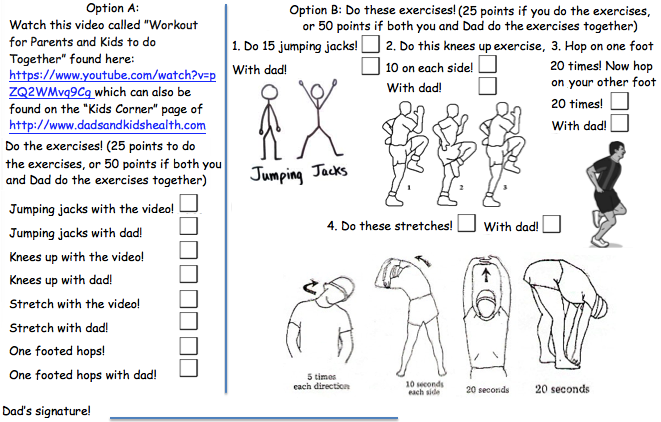 Option A:
Watch this video called "Workout
for Parents and Kids to do
Together" found here:
https://www.youtube.com/watch?v=p
ZQ2WMvq9Cg which can also be
found on the "Kids Corner" page of
http://www.dadsandkidshealth.com
Do the exercises! (25 points to do
the exercises, or 50 points if both you
and Dad do the exercises together)
Jumping jacks with the video!
Jumping jacks with dad!
Knees up with the video!
Knees up with dad!
Stretch with the video!
Stretch with dad!
One footed hops!
One footed hops with dad!
Option B: Do these exercises! (25 points if you do the exercises,
or 50 points if both you and Dad do the exercises together)
1. Do 15 jumping jacks!
With dad!
Jumping Jacks
2. Do this knees up exercise,
10 on each side!
With dad!
1 2 3
3. Hop on one foot
20 times! Now hop
on your other foot
20 times!
With dad!
4. Do these stretches! With dad!
5 times
each direction
10 seconds
each side
20 seconds
20 seconds
Dad's signature!